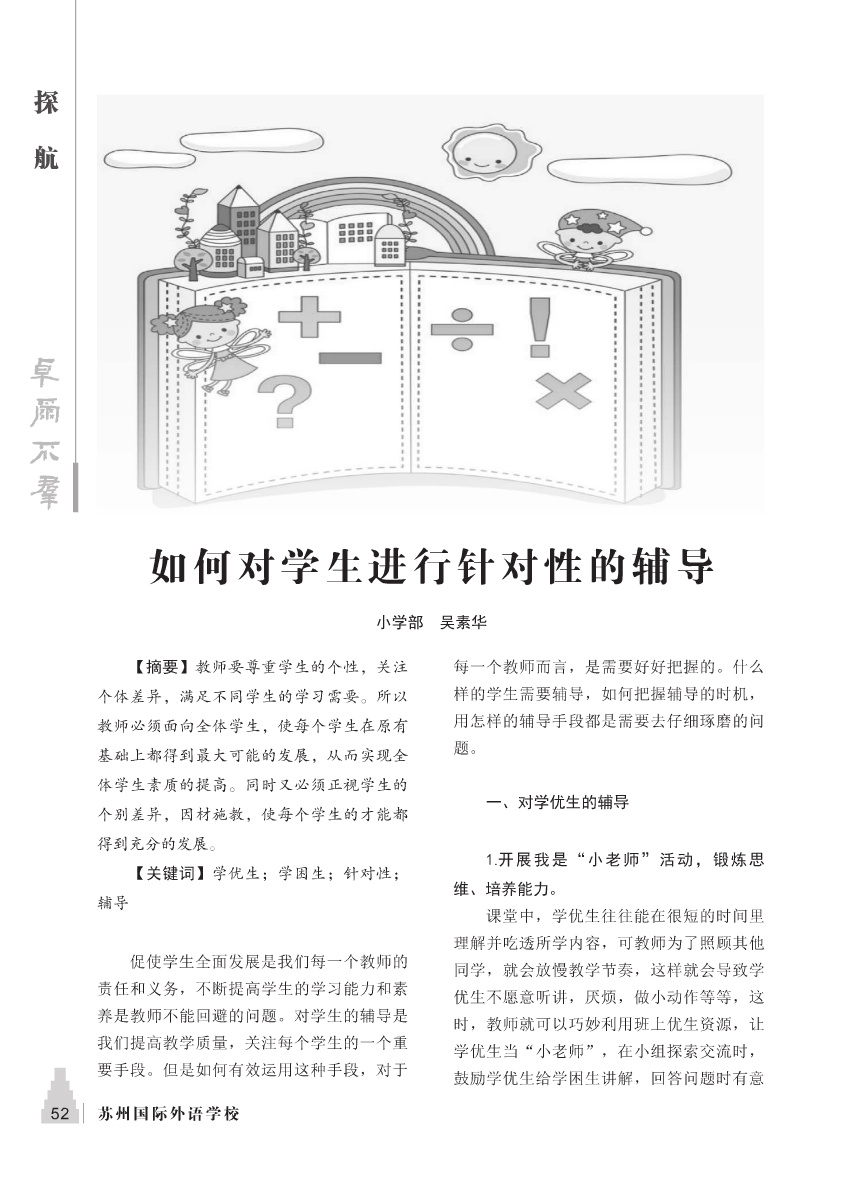 探
航
卓尔不群
+
÷
!
−
?
×
如何对学生进行针对性的辅导
小学部 吴素华
【摘要】教师要尊重学生的个性，关注
个体差异，满足不同学生的学习需要。所以
教师必须面向全体学生，使每个学生在原有
基础上都得到最大可能的发展，从而实现全
体学生素质的提高。同时又必须正视学生的
个别差异，因材施教，使每个学生的才能都
得到充分的发展。
【关键词】学优生；学困生；针对性；
辅导
促使学生全面发展是我们每一个教师的
责任和义务，不断提高学生的学习能力和素
养是教师不能回避的问题。对学生的辅导是
我们提高教学质量，关注每个学生的一个重
要手段。但是如何有效运用这种手段，对于
每一个教师而言，是需要好好把握的。什么
样的学生需要辅导，如何把握辅导的时机，
用怎样的辅导手段都是需要去仔细琢磨的问
题。
一、对学优生的辅导
1.开展我是“小老师”活动，锻炼思
维、培养能力。
课堂中，学优生往往能在很短的时间里
理解并吃透所学内容，可教师为了照顾其他
同学，就会放慢教学节奏，这样就会导致学
优生不愿意听讲，厌烦，做小动作等等，这
时，教师就可以巧妙利用班上优生资源，让
学优生当“小老师”，在小组探索交流时，
鼓励学优生给学困生讲解，回答问题时有意
52 苏州国际外语学校